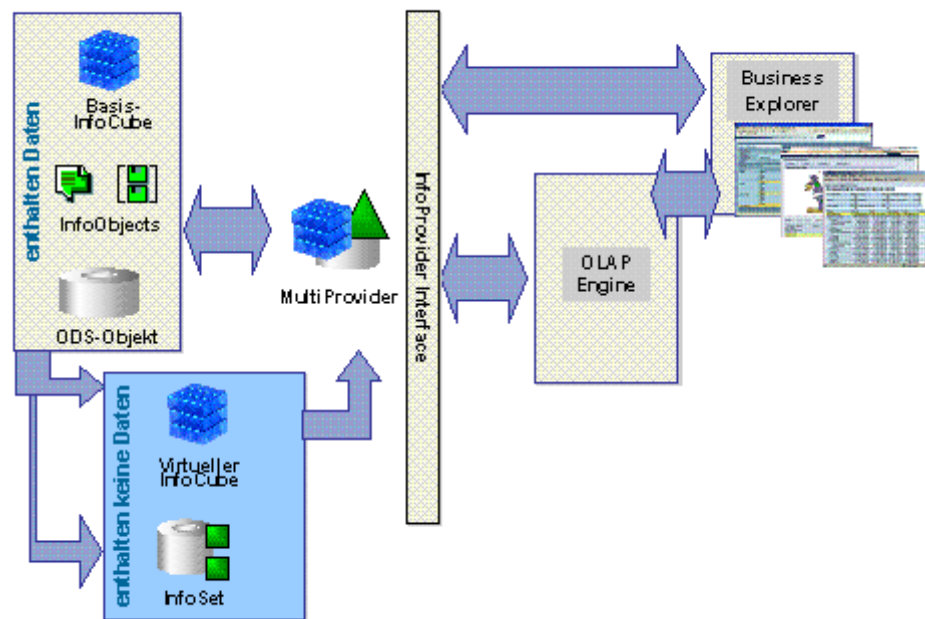 enthalten Daten
Basis-
InfoCube
InfoObjects
ODS-Objekt
enthalten keine Daten
Virtueller
InfoCube
InfoSet
MultiProvider
InfoProvider Interface
OLAP
Engine
Business
Explorer